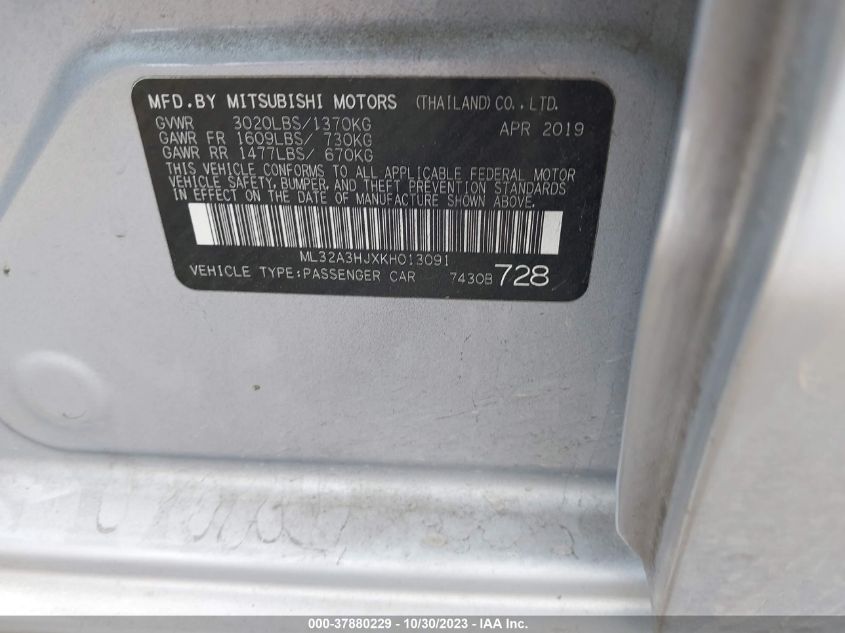 MFD.BY MITSUBISHI MOTORS (THAILAND)CO.,LTD.
GVWR 3020LBS/1370KG APR 2019
GAWR FR 1609LBS/ 730KG
GAWR RR 1477LBS/ 670KG
THIS VEHICLE CONFORMS TO ALL APPLICABLE FEDERAL MOTOR
VEHICLE SAFETY, BUMPER, AND THEFT PREVENTION STANDARDS
IN EFFECT ON THE DATE OF MANUFACTURE SHOWN ABOVE.
ML32A3HJXKH013091
VEHICLE TYPE:PASSENGER CAR 7430B 728
000-37880229 - 10/30/2023 - IAA Inc.